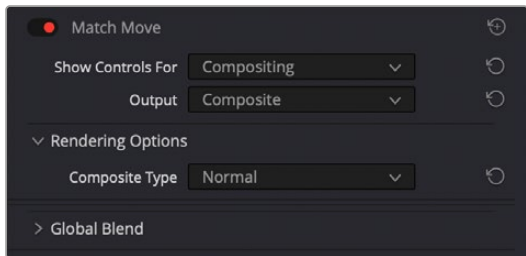 Match Move
Show Controls For Compositing
Output Composite
Rendering Options
Composite Type Normal
Global Blend